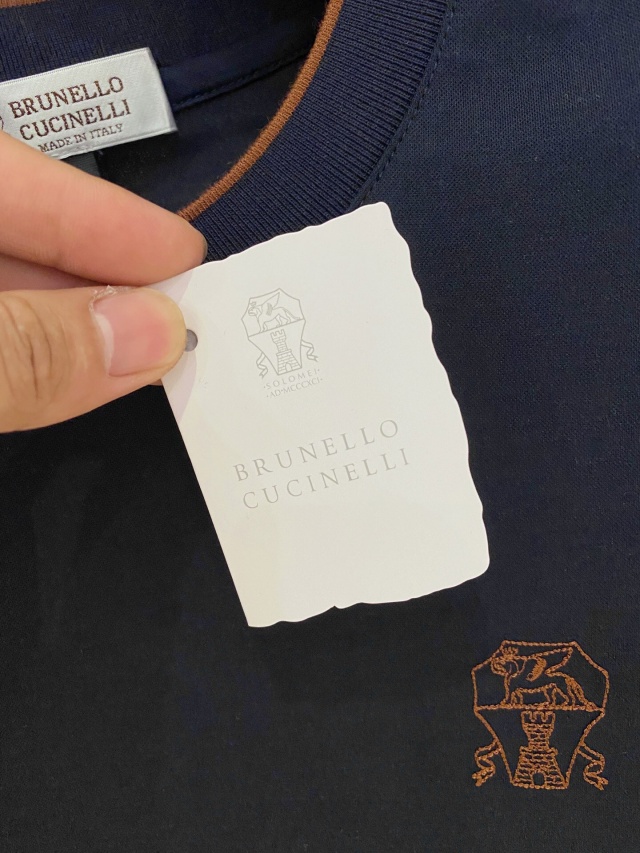 BRUNELLO
CUCINELLI
MADE IN ITALY
·SOLOMEI·
·AD·MCCCXCI·
BRUNELLO
CUCINELLI